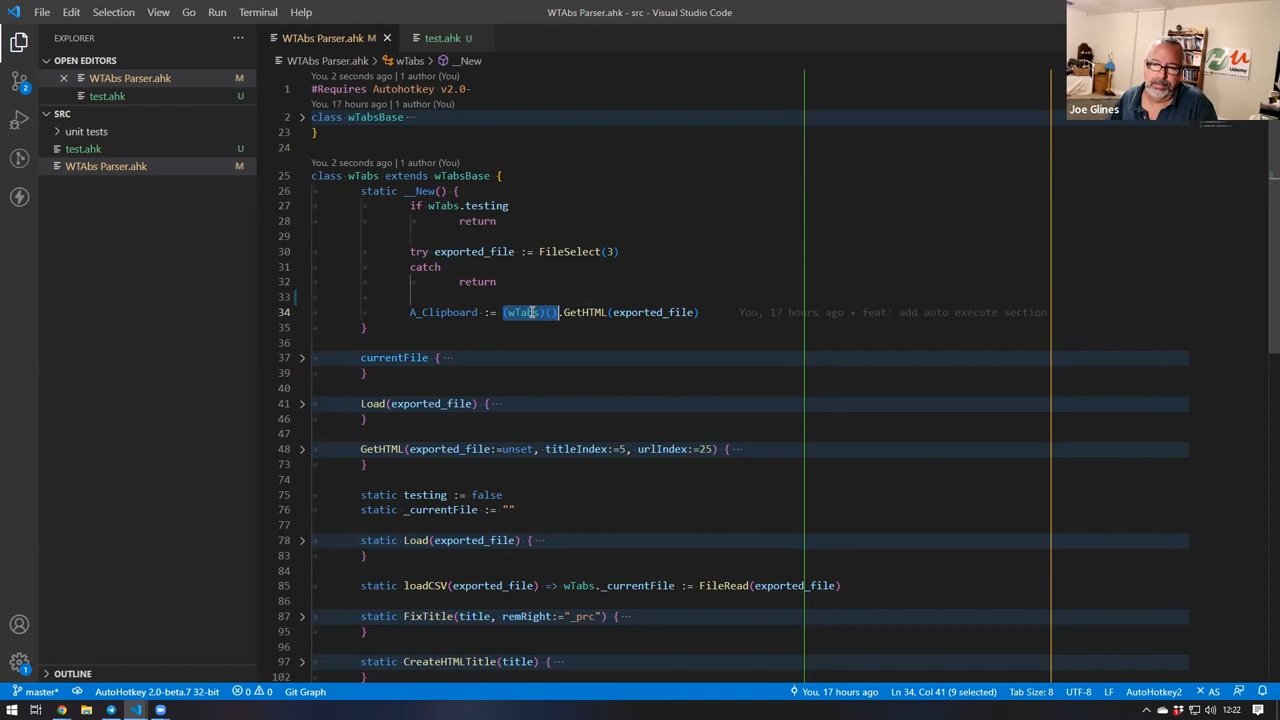 File Edit Selection View Go Run Terminal Help
WTAbs Parser.ahk - src - Visual Studio Code
Joe Glines
Udemy
EXPLORER
OPEN EDITORS
WTAbs Parser.ahk M
test.ahk U
SRC
unit tests
test.ahk U
WTAbs Parser.ahk M
OUTLINE
WTAbs Parser.ahk M
test.ahk U
WTAbs Parser.ahk > wTabs > __New
You, 2 seconds ago | 1 author (You)
1 #Requires Autohotkey v2.0-
You, 17 hours ago | 1 author (You)
2 class wTabsBase ...
23 }
24
You, 2 seconds ago | 1 author (You)
25 class wTabs extends wTabsBase {
26 static __New() {
27 if wTabs.testing
28 return
29
30 try exported_file := FileSelect(3)
31 catch
32 return
33
34 A_Clipboard := (wTabs)().GetHTML(exported_file) You, 17 hours ago • feat: add auto execute section
35 }
36
37 currentFile { ...
39 }
40
41 Load(exported_file) { ...
46 }
47
48 GetHTML(exported_file:=unset, titleIndex:=5, urlIndex:=25) { ...
73 }
74
75 static testing := false
76 static _currentFile := ""
77
78 static Load(exported_file) { ...
83 }
84
85 static loadCSV(exported_file) => wTabs._currentFile := FileRead(exported_file)
86
87 static FixTitle(title, remRight:="_prc") { ...
95 }
96
97 static CreateHTMLTitle(title) { ...
102 }
2
1
master* AutoHotkey 2.0-beta.7 32-bit 0 0 Git Graph
You, 17 hours ago Ln 34, Col 41 (9 selected) Tab Size: 8 UTF-8 LF AutoHotkey2 AS
12:22